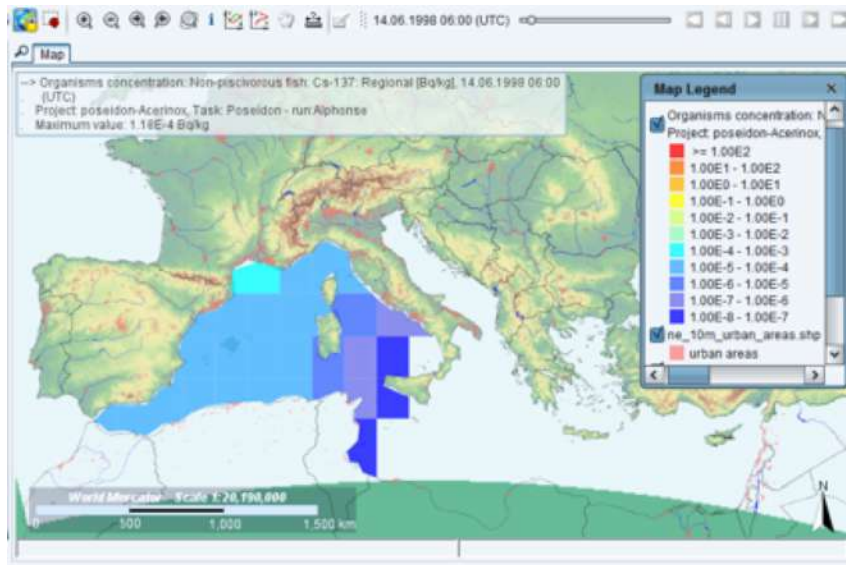 14.06.1998 06:00 (UTC)
Map
--> Organisms concentration: Non-piscivorous fish: Cs-137: Regional [Bq/kg], 14.06.1998 06:00
(UTC)
Project: poseidon-Acerinox, Task: Poseidon - run:Alphonse
Maximum value: 1.18E-4 Bq/kg
Map Legend
Organisms concentration: N
Project: poseidon-Acerinox,
>= 1.00E2
1.00E1 - 1.00E2
1.00E0 - 1.00E1
1.00E-1 - 1.00E0
1.00E-2 - 1.00E-1
1.00E-3 - 1.00E-2
1.00E-4 - 1.00E-3
1.00E-5 - 1.00E-4
1.00E-6 - 1.00E-5
1.00E-7 - 1.00E-6
1.00E-8 - 1.00E-7
ne_10m_urban_areas.shp
urban areas
World Mercator Scale 1:20,190,000
0 500 1,000 1,500 km
N